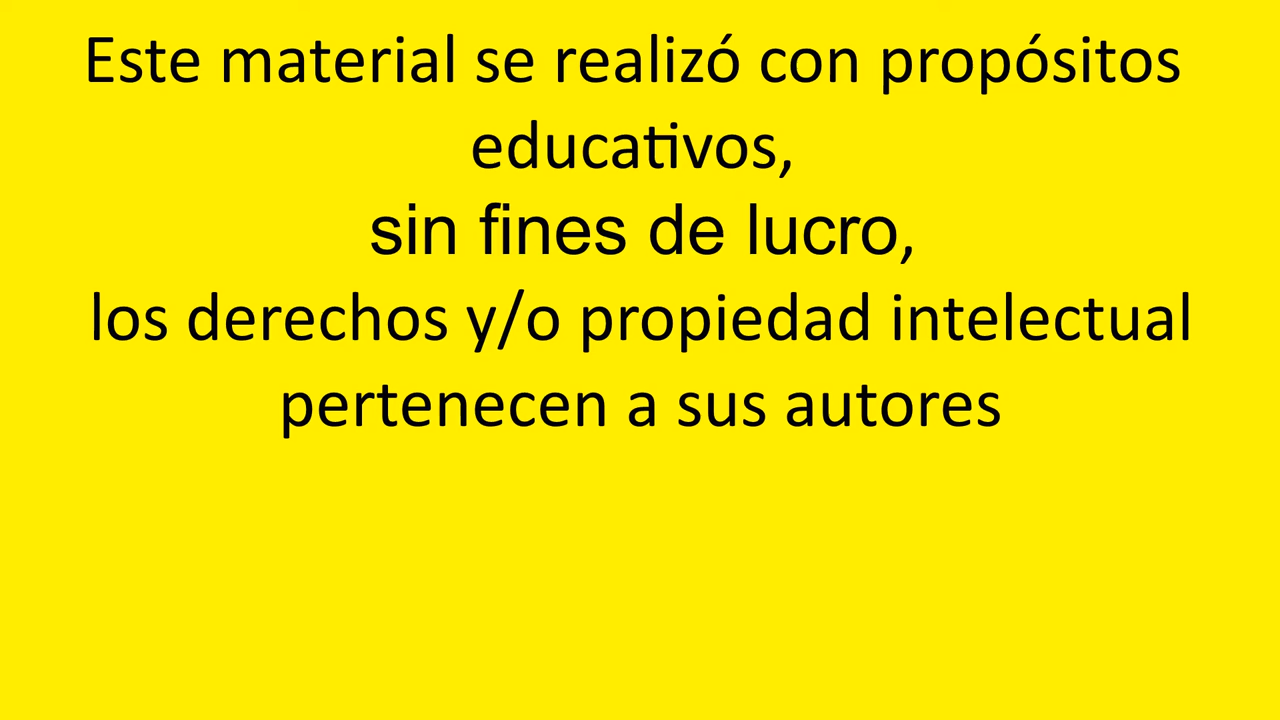 Este material se realizó con propósitos
educativos,
sin fines de lucro,
los derechos y/o propiedad intelectual
pertenecen a sus autores